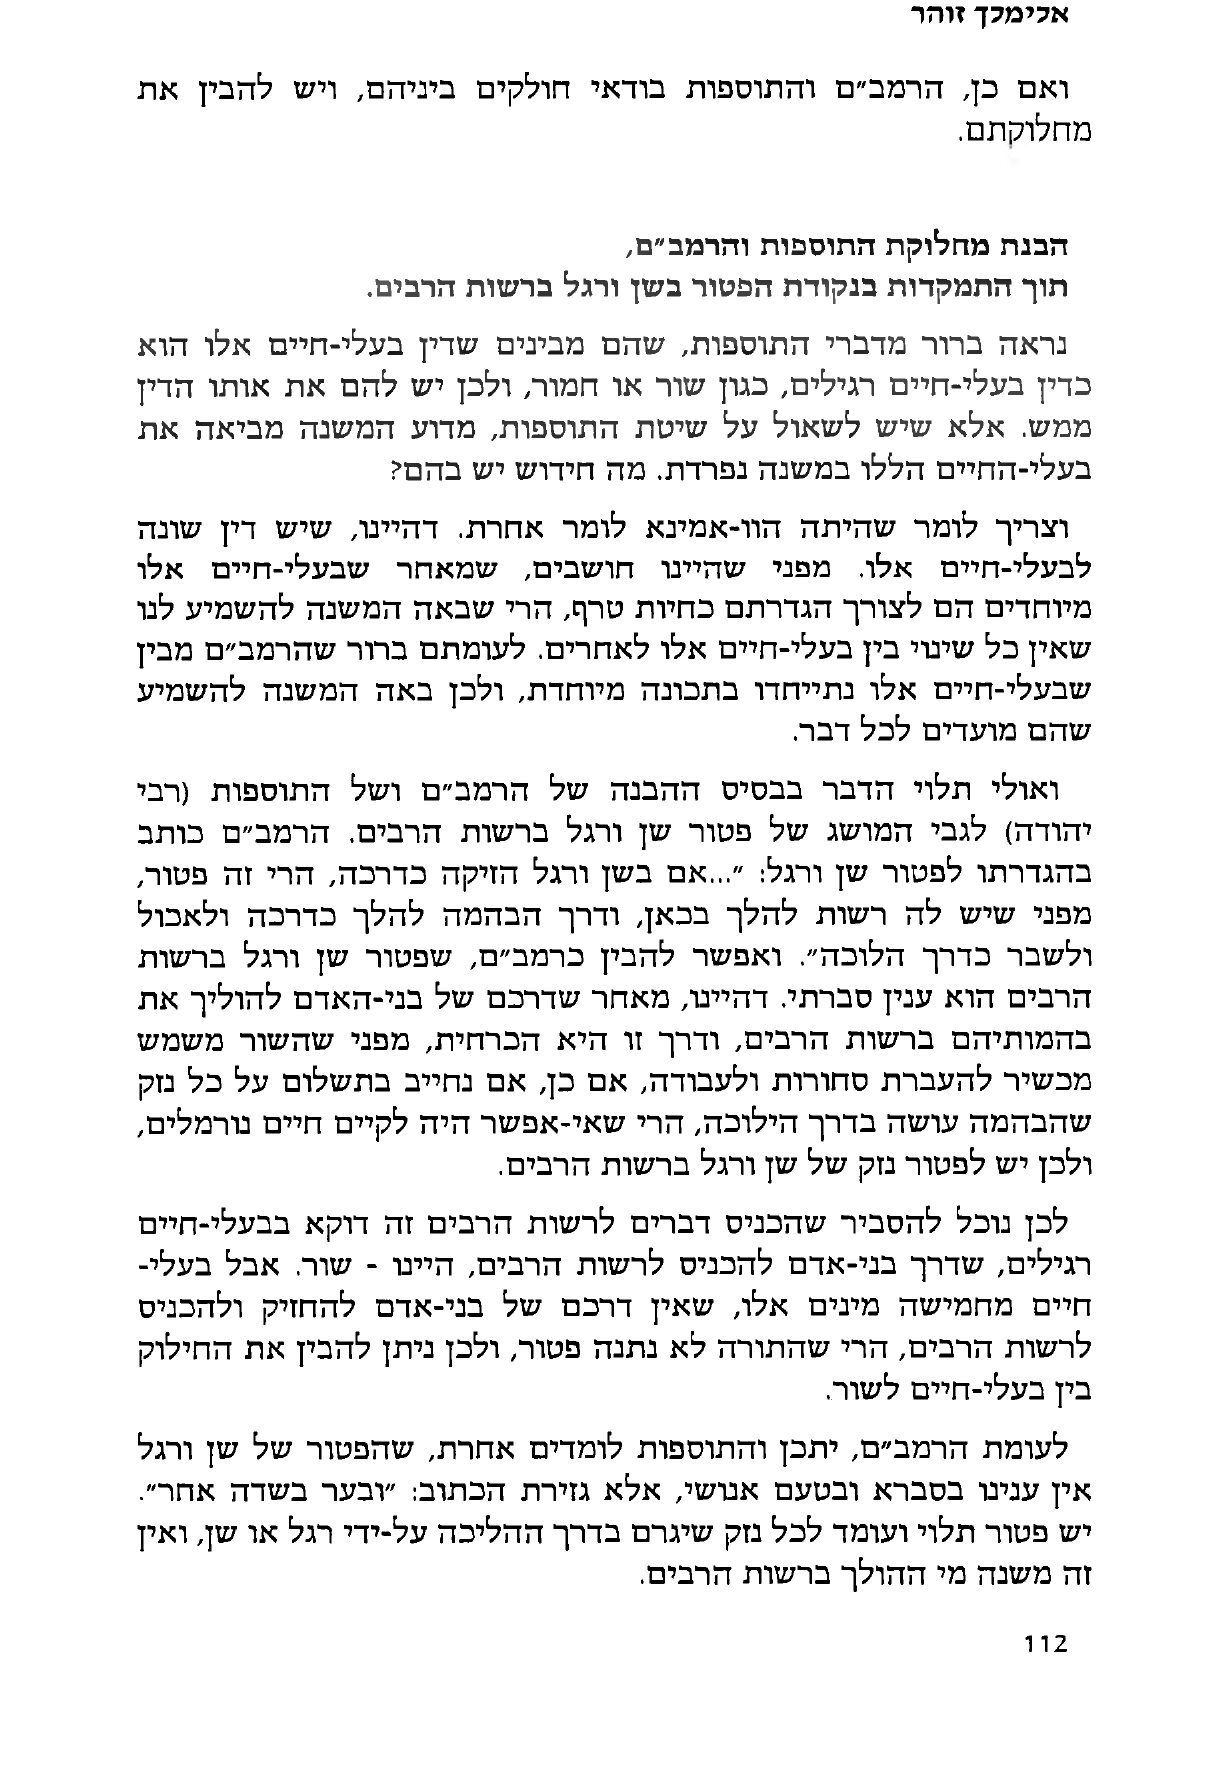 אלימלך זוהר
ואם כן, הרמב"ם והתוספות בודאי חולקים ביניהם, ויש להבין את
מחלוקתם.
הבנת מחלוקת התוספות והרמב"ם,
תוך התמקדות בנקודת הפטור בשן ורגל ברשות הרבים.
נראה ברור מדברי התוספות, שהם מבינים שדין בעלי-חיים אלו הוא
כדין בעלי-חיים רגילים, כגון שור או חמור, ולכן יש להם את אותו הדין
ממש. אלא שיש לשאול על שיטת התוספות, מדוע המשנה מביאה את
בעלי-החיים הללו במשנה נפרדת. מה חידוש יש בהם?
וצריך לומר שהיתה הוו-אמינא לומר אחרת. דהיינו, שיש דין שונה
לבעלי-חיים אלו. מפני שהיינו חושבים, שמאחר שבעלי-חיים אלו
מיוחדים הם לצורך הגדרתם כחיות טרף, הרי שבאה המשנה להשמיע לנו
שאין כל שינוי בין בעלי-חיים אלו לאחרים. לעומתם ברור שהרמב"ם מבין
שבעלי-חיים אלו נתייחדו בתכונה מיוחדת, ולכן באה המשנה להשמיע
שהם מועדים לכל דבר.
ואולי תלוי הדבר בבסיס ההבנה של הרמב"ם ושל התוספות (רבי
יהודה) לגבי המושג של פטור שן ורגל ברשות הרבים. הרמב"ם כותב
בהגדרתו לפטור שן ורגל: "...אם בשן ורגל הזיקה כדרכה, הרי זה פטור,
מפני שיש לה רשות להלך בכאן, ודרך הבהמה להלך כדרכה ולאכול
ולשבר כדרך הלוכה". ואפשר להבין כרמב"ם, שפטור שן ורגל ברשות
הרבים הוא ענין סברתי. דהיינו, מאחר שדרכם של בני-האדם להוליך את
בהמותיהם ברשות הרבים, ודרך זו היא הכרחית, מפני שהשור משמש
מכשיר להעברת סחורות ולעבודה, אם כן, אם נחייב בתשלום על כל נזק
שהבהמה עושה בדרך הילוכה, הרי שאי-אפשר היה לקיים חיים נורמלים,
ולכן יש לפטור נזק של שן ורגל ברשות הרבים.
לכן נוכל להסביר שהכניס דברים לרשות הרבים זה דוקא בבעלי-חיים
רגילים, שדרך בני-אדם להכניס לרשות הרבים, היינו - שור. אבל בעלי-
חיים מחמישה מינים אלו, שאין דרכם של בני-אדם להחזיק ולהכניס
לרשות הרבים, הרי שהתורה לא נתנה פטור, ולכן ניתן להבין את החילוק
בין בעלי-חיים לשור.
לעומת הרמב"ם, יתכן והתוספות לומדים אחרת, שהפטור של שן ורגל
אין ענינו בסברא ובטעם אנושי, אלא גזירת הכתוב: "ובער בשדה אחר".
יש פטור תלוי ועומד לכל נזק שיגרם בדרך ההליכה על-ידי רגל או שן, ואין
זה משנה מי ההולך ברשות הרבים.
112